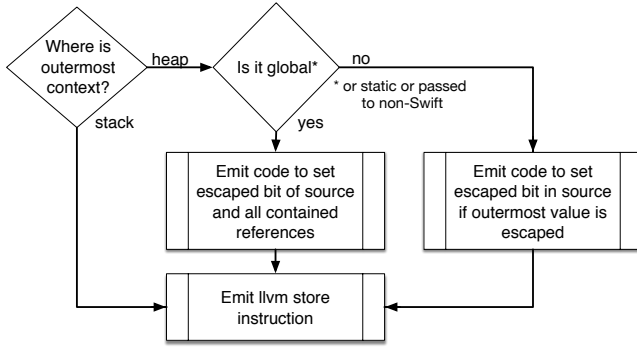 Where is
outermost
context?
heap
Is it global*
no
* or static or passed
to non-Swift
stack
yes
Emit code to set
escaped bit of source
and all contained
references
Emit code to set
escaped bit in source
if outermost value is
escaped
Emit llvm store
instruction